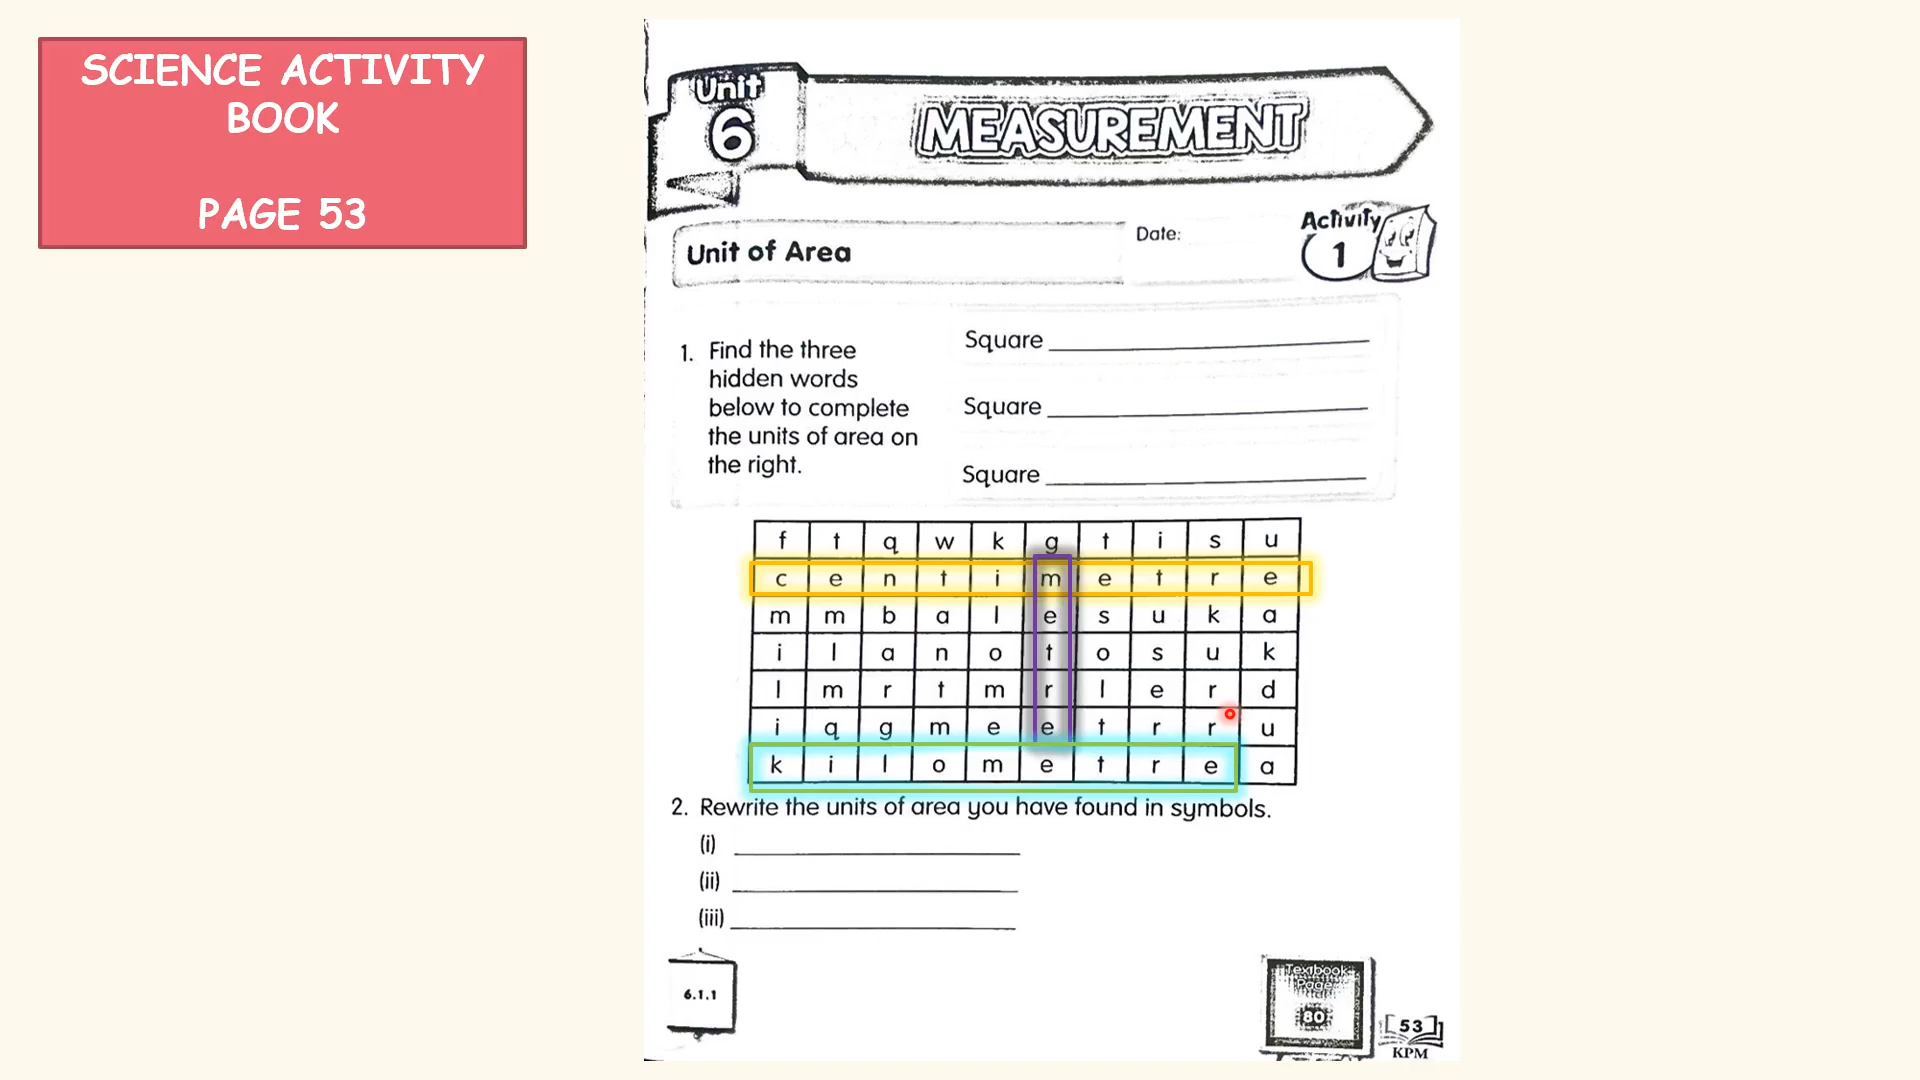 SCIENCE ACTIVITY
BOOK
PAGE 53
Unit
6
MEASUREMENT
Unit of Area
Date:
Activity
1
1. Find the three
hidden words
below to complete
the units of area on
the right.
Square
Square
Square
f t q w k g t i s u
c e n t i m e t r e
m m b a l e s u k a
i l a n o t o s u k
l m r t m r l e r d
i q g m e e t r r u
k i l o m e t r e a
2. Rewrite the units of area you have found in symbols.
(i)
(ii)
(iii)
6.1.1
Textbook
Page
80
53
KPM